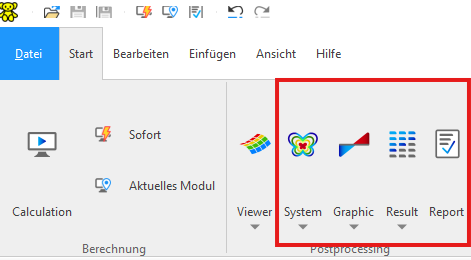 Datei Start Bearbeiten Einfügen Ansicht Hilfe
Sofort
Aktuelles Modul
Calculation Viewer System Graphic Result Report
Berechnung Postprocessing